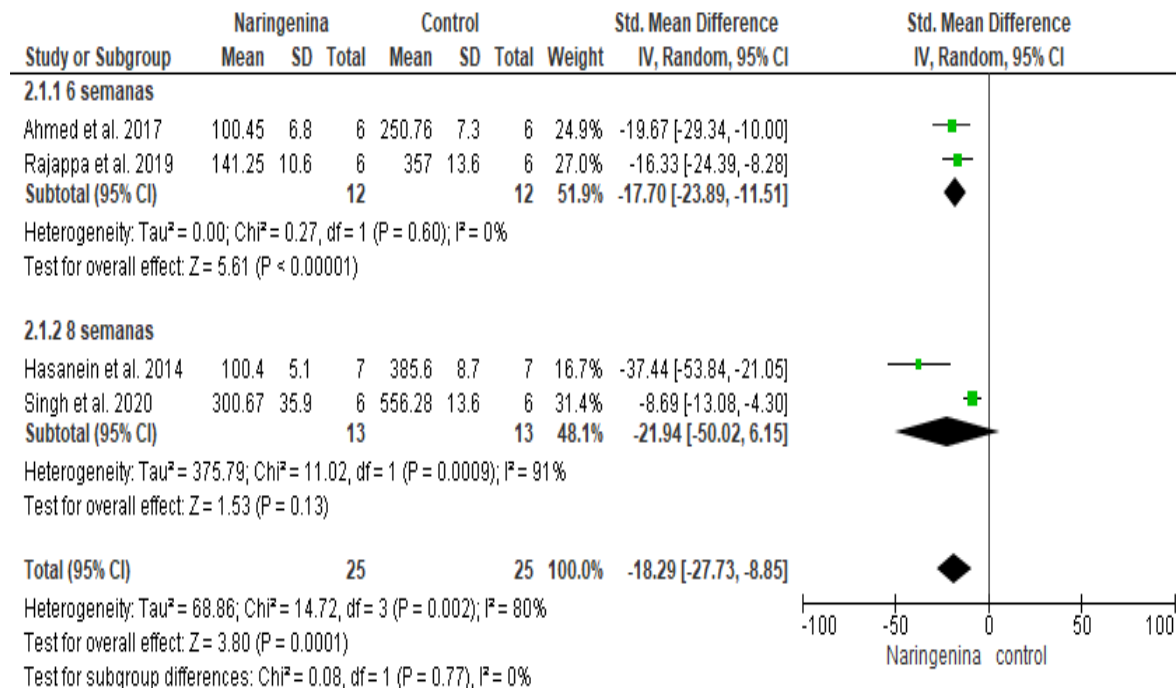 Naringenina Control Std. Mean Difference Std. Mean Difference
Study or Subgroup Mean SD Total Mean SD Total Weight IV, Random, 95% CI IV, Random, 95% CI
2.1.1 6 semanas
Ahmed et al. 2017 100.45 6.8 6 250.76 7.3 6 24.9% -19.67 [-29.34, -10.00]
Rajappa et al. 2019 141.25 10.6 6 357 13.6 6 27.0% -16.33 [-24.39, -8.28]
Subtotal (95% CI) 12 12 51.9% -17.70 [-23.89, -11.51]
Heterogeneity: Tau² = 0.00; Chi² = 0.27, df = 1 (P = 0.60); I² = 0%
Test for overall effect: Z = 5.61 (P < 0.00001)
2.1.2 8 semanas
Hasanein et al. 2014 100.4 5.1 7 385.6 8.7 7 16.7% -37.44 [-53.84, -21.05]
Singh et al. 2020 300.67 35.9 6 556.28 13.6 6 31.4% -8.69 [-13.08, -4.30]
Subtotal (95% CI) 13 13 48.1% -21.94 [-50.02, 6.15]
Heterogeneity: Tau² = 375.79; Chi² = 11.02, df = 1 (P = 0.0009); I² = 91%
Test for overall effect: Z = 1.53 (P = 0.13)
Total (95% CI) 25 25 100.0% -18.29 [-27.73, -8.85]
Heterogeneity: Tau² = 68.86; Chi² = 14.72, df = 3 (P = 0.002); I² = 80%
Test for overall effect: Z = 3.80 (P = 0.0001)
Test for subgroup differences: Chi² = 0.08, df = 1 (P = 0.77), I² = 0%
-100 -50 0 50 100
Naringenina control